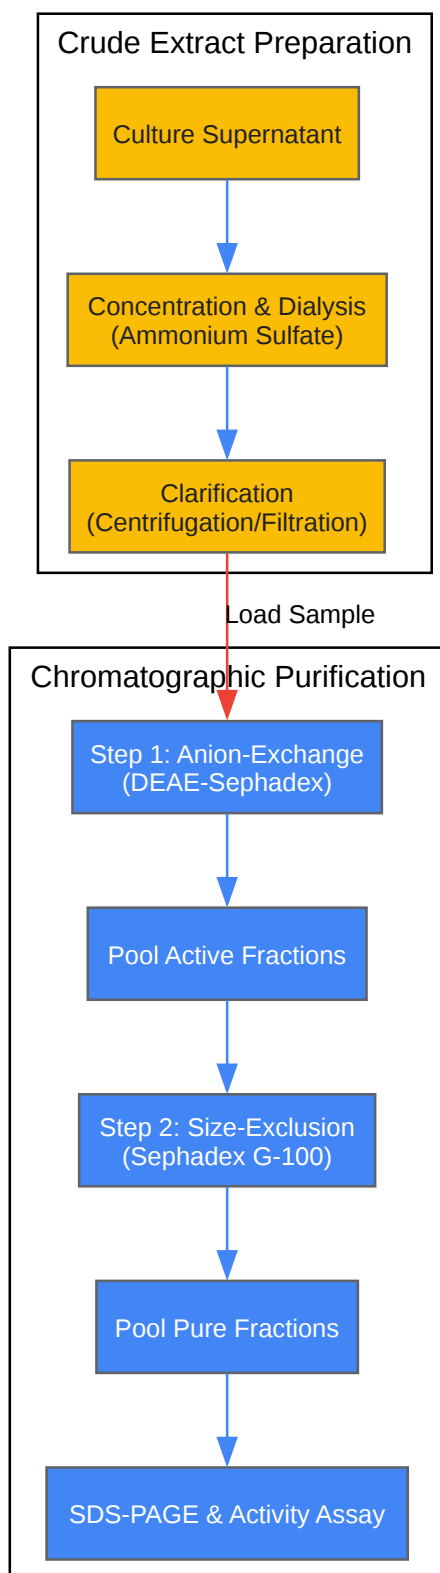 Crude Extract Preparation
Culture Supernatant
Concentration & Dialysis
(Ammonium Sulfate)
Clarification
(Centrifugation/Filtration)
Load Sample
Chromatographic Purification
Step 1: Anion-Exchange
(DEAE-Sephadex)
Pool Active Fractions
Step 2: Size-Exclusion
(Sephadex G-100)
Pool Pure Fractions
SDS-PAGE & Activity Assay